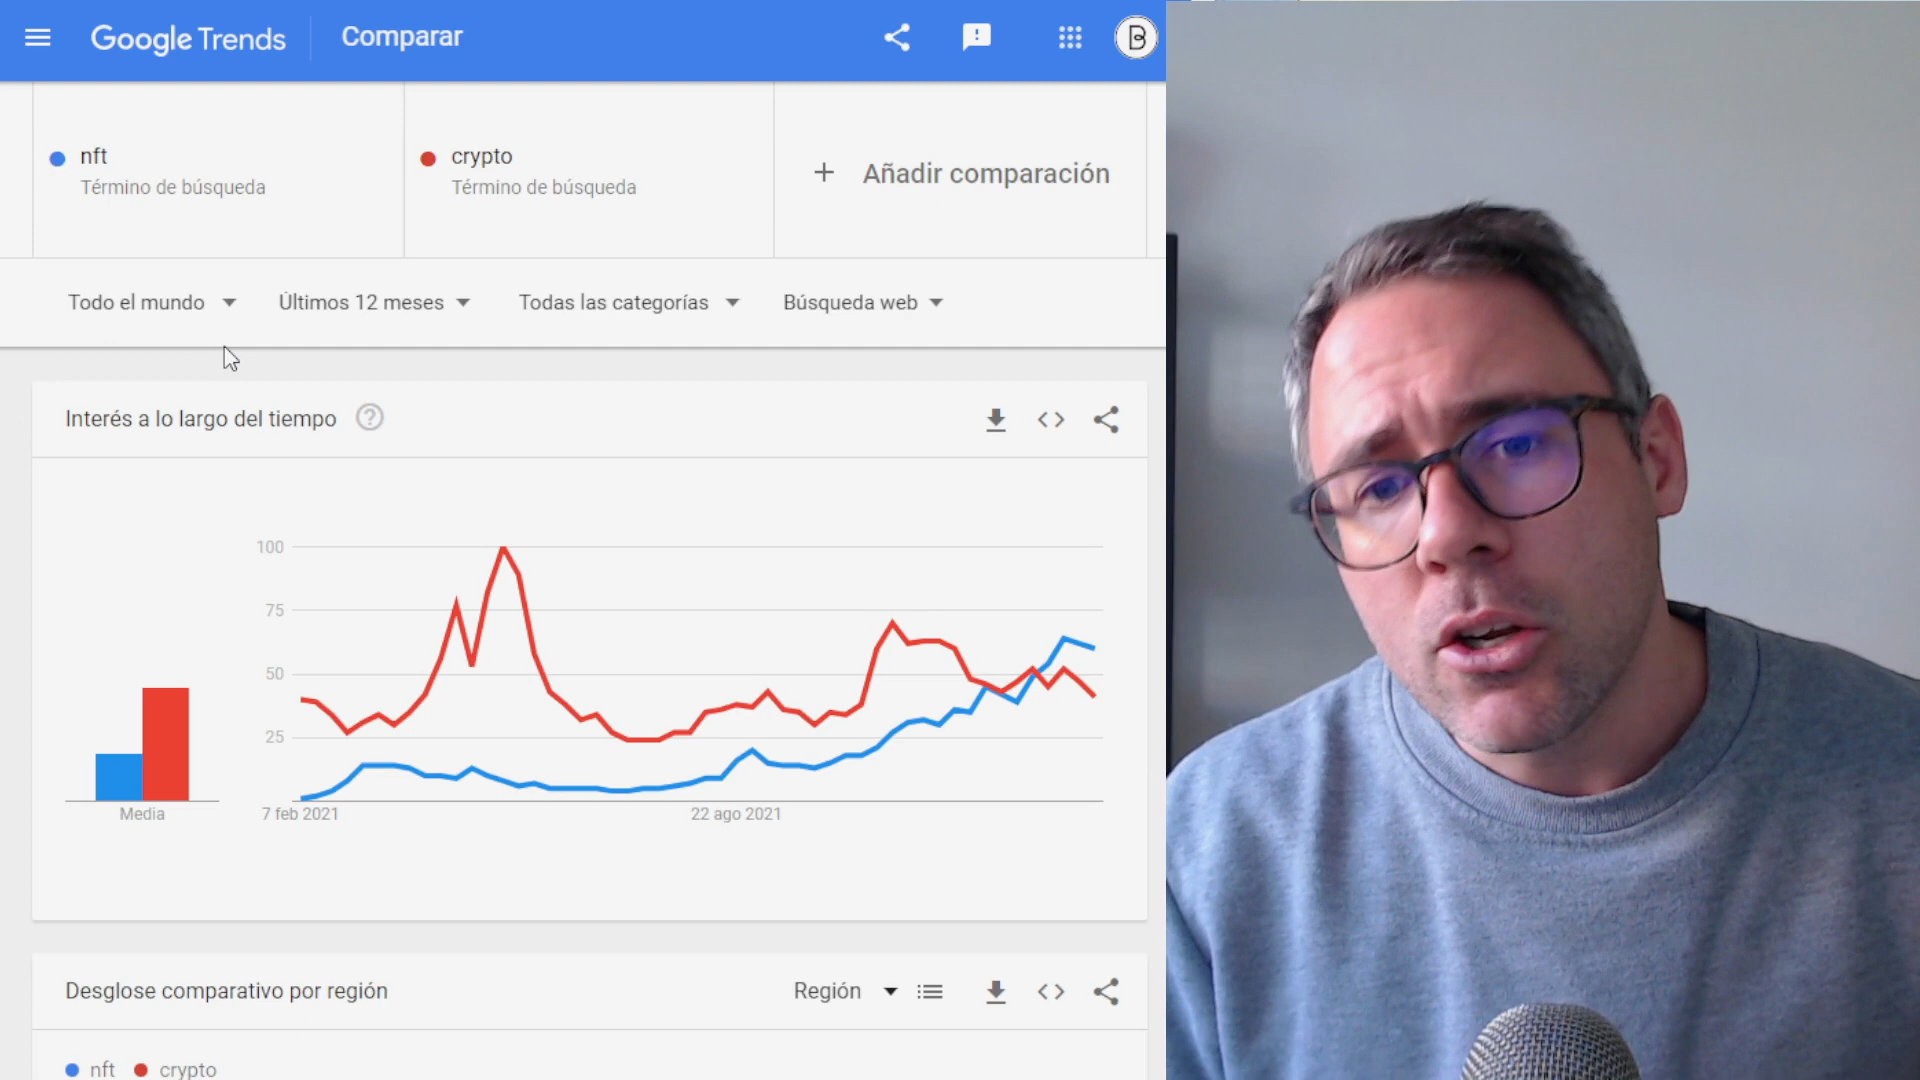 Google Trends
Comparar
B
nft
Término de búsqueda
crypto
Término de búsqueda
+ Añadir comparación
Todo el mundo
Últimos 12 meses
Todas las categorías
Búsqueda web
Interés a lo largo del tiempo
100
75
50
25
Media
7 feb 2021
22 ago 2021
Desglose comparativo por región
Región
nft
crypto